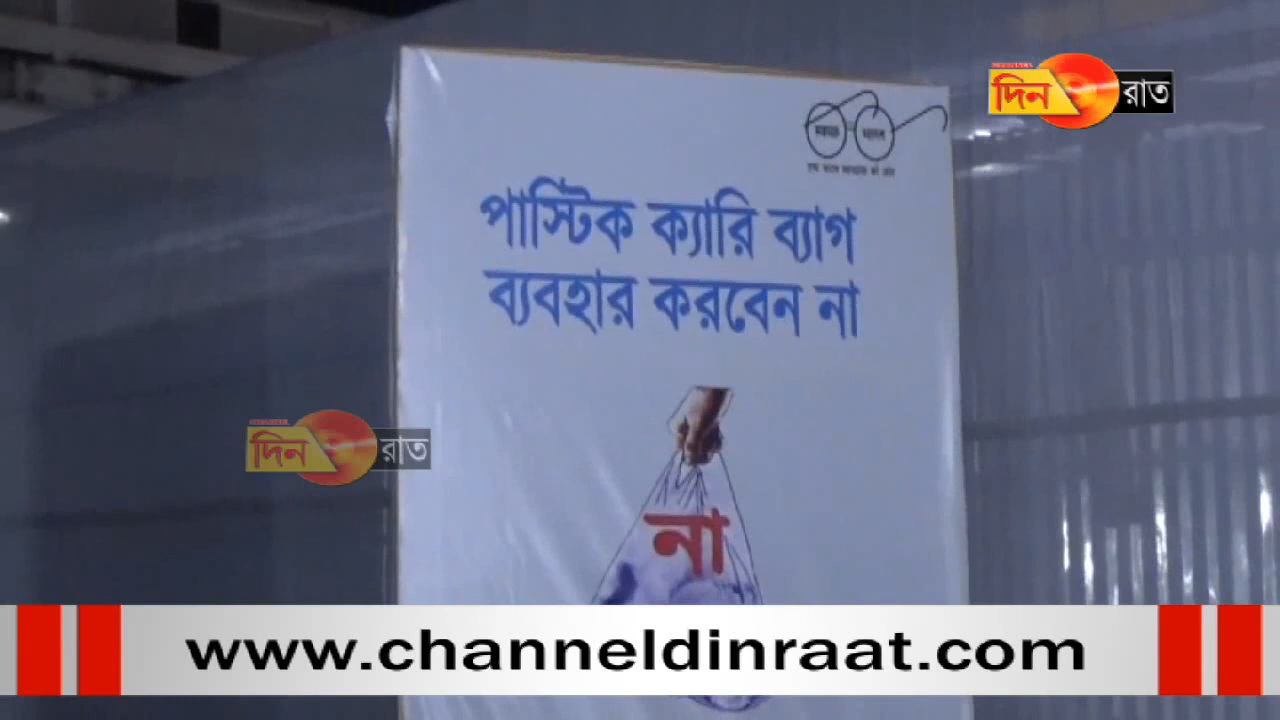 দিন রাত
পাস্টিক ক্যারি ব্যাগ
ব্যবহার করবেন না
দিন রাত
না
www.channeldinraat.com